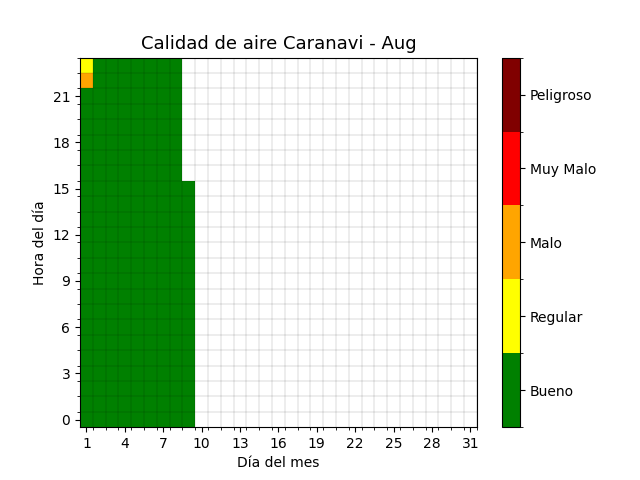 Calidad de aire Caranavi - Aug
Hora del día
21
18
15
12
9
6
3
0
1 4 7 10 13 16 19 22 25 28 31
Día del mes
Peligroso
Muy Malo
Malo
Regular
Bueno